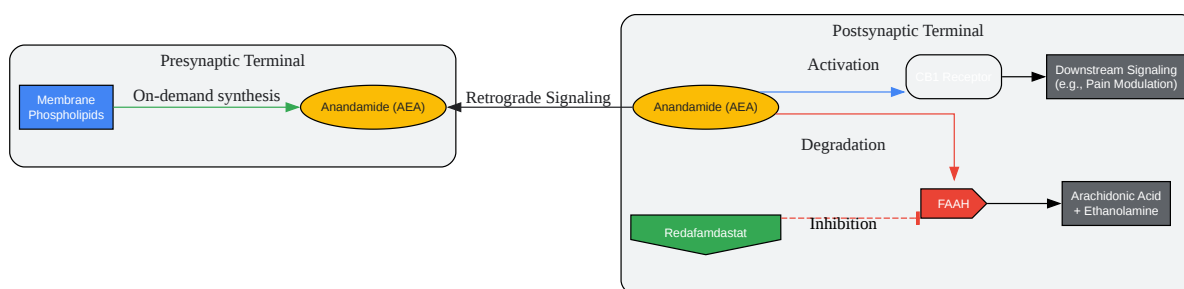 Presynaptic Terminal
Membrane
Phospholipids
On-demand synthesis
Anandamide (AEA)
Retrograde Signaling
Postsynaptic Terminal
Anandamide (AEA)
Activation
CB1 Receptor
Downstream Signaling
(e.g., Pain Modulation)
Degradation
FAAH
Arachidonic Acid
+ Ethanolamine
Redafamdastat
Inhibition